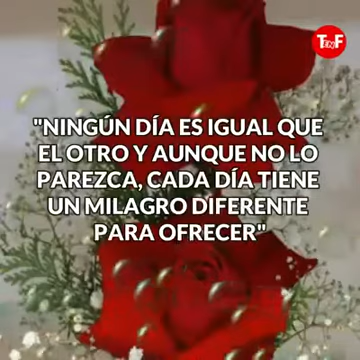 "NINGÚN DÍA ES IGUAL QUE
EL OTRO Y AUNQUE NO LO
PAREZCA, CADA DÍA TIENE
UN MILAGRO DIFERENTE
PARA OFRECER"